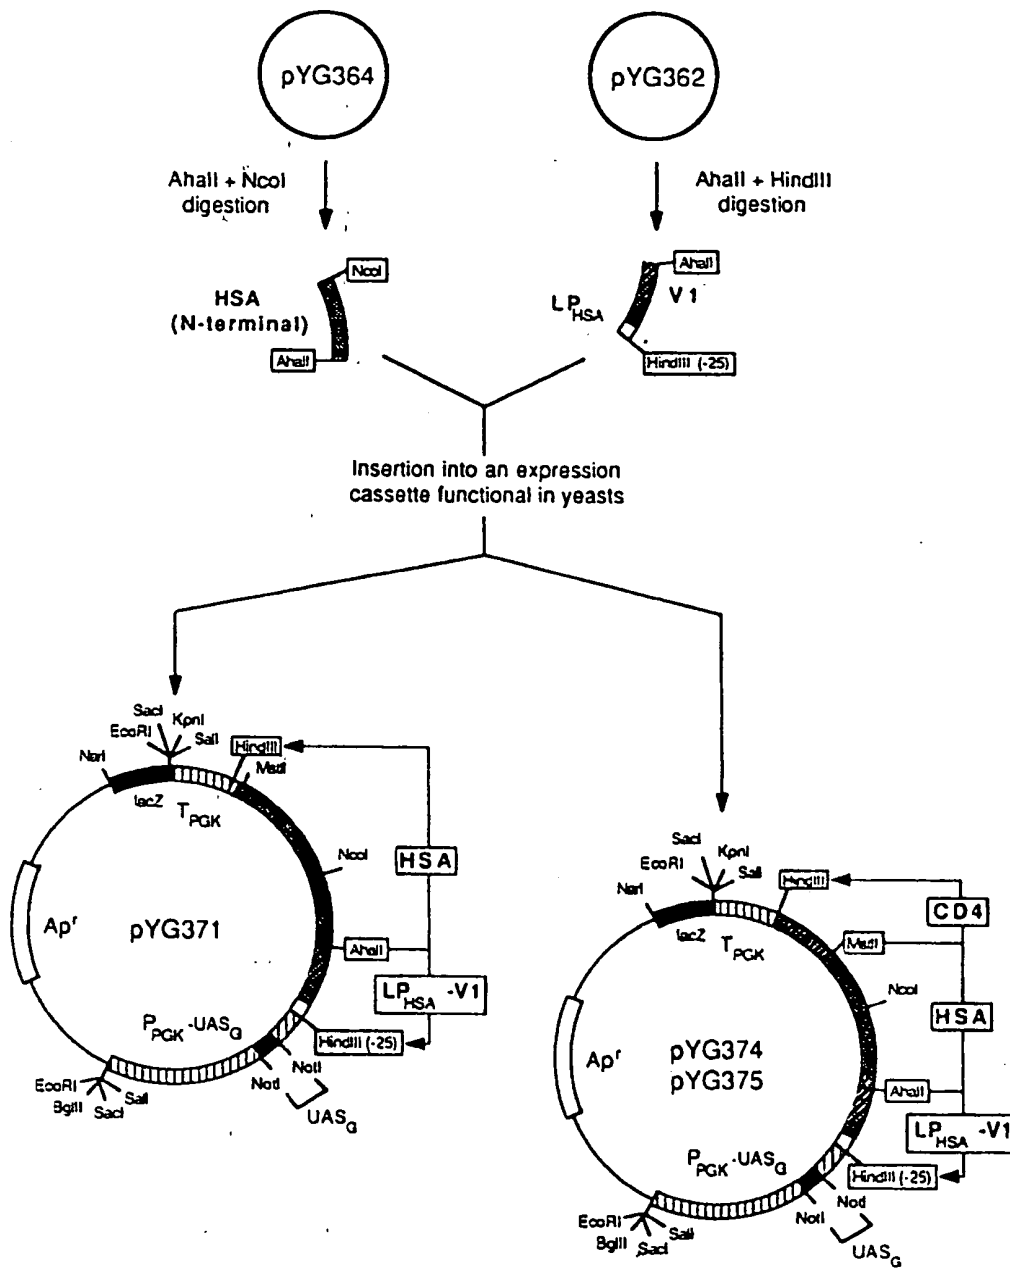 pYG364
pYG362
AhaII + NcoI
digestion
AhaII + HindIII
digestion
NcoI
HSA
(N-terminal)
AhaII
AhaII
V1
LP HSA
HindIII (-25)
Insertion into an expression
cassette functional in yeasts
SacI
KpnI
EcoRI
SalI
NarI
HindIII
MstII
lacZ
T PGK
NcoI
HSA
Ap r
pYG371
AhaII
LP HSA -V1
P PGK -UAS G
HindIII (-25)
NotI
NotI
UAS G
EcoRI
BglII
SacI
SalI
SacI
KpnI
EcoRI
SalI
NarI
HindIII
CD4
lacZ
T PGK
MstII
NcoI
HSA
Ap r
pYG374
pYG375
AhaII
LP HSA -V1
P PGK -UAS G
HindIII (-25)
NotI
NotI
UAS G
EcoRI
BglII
SacI
SalI